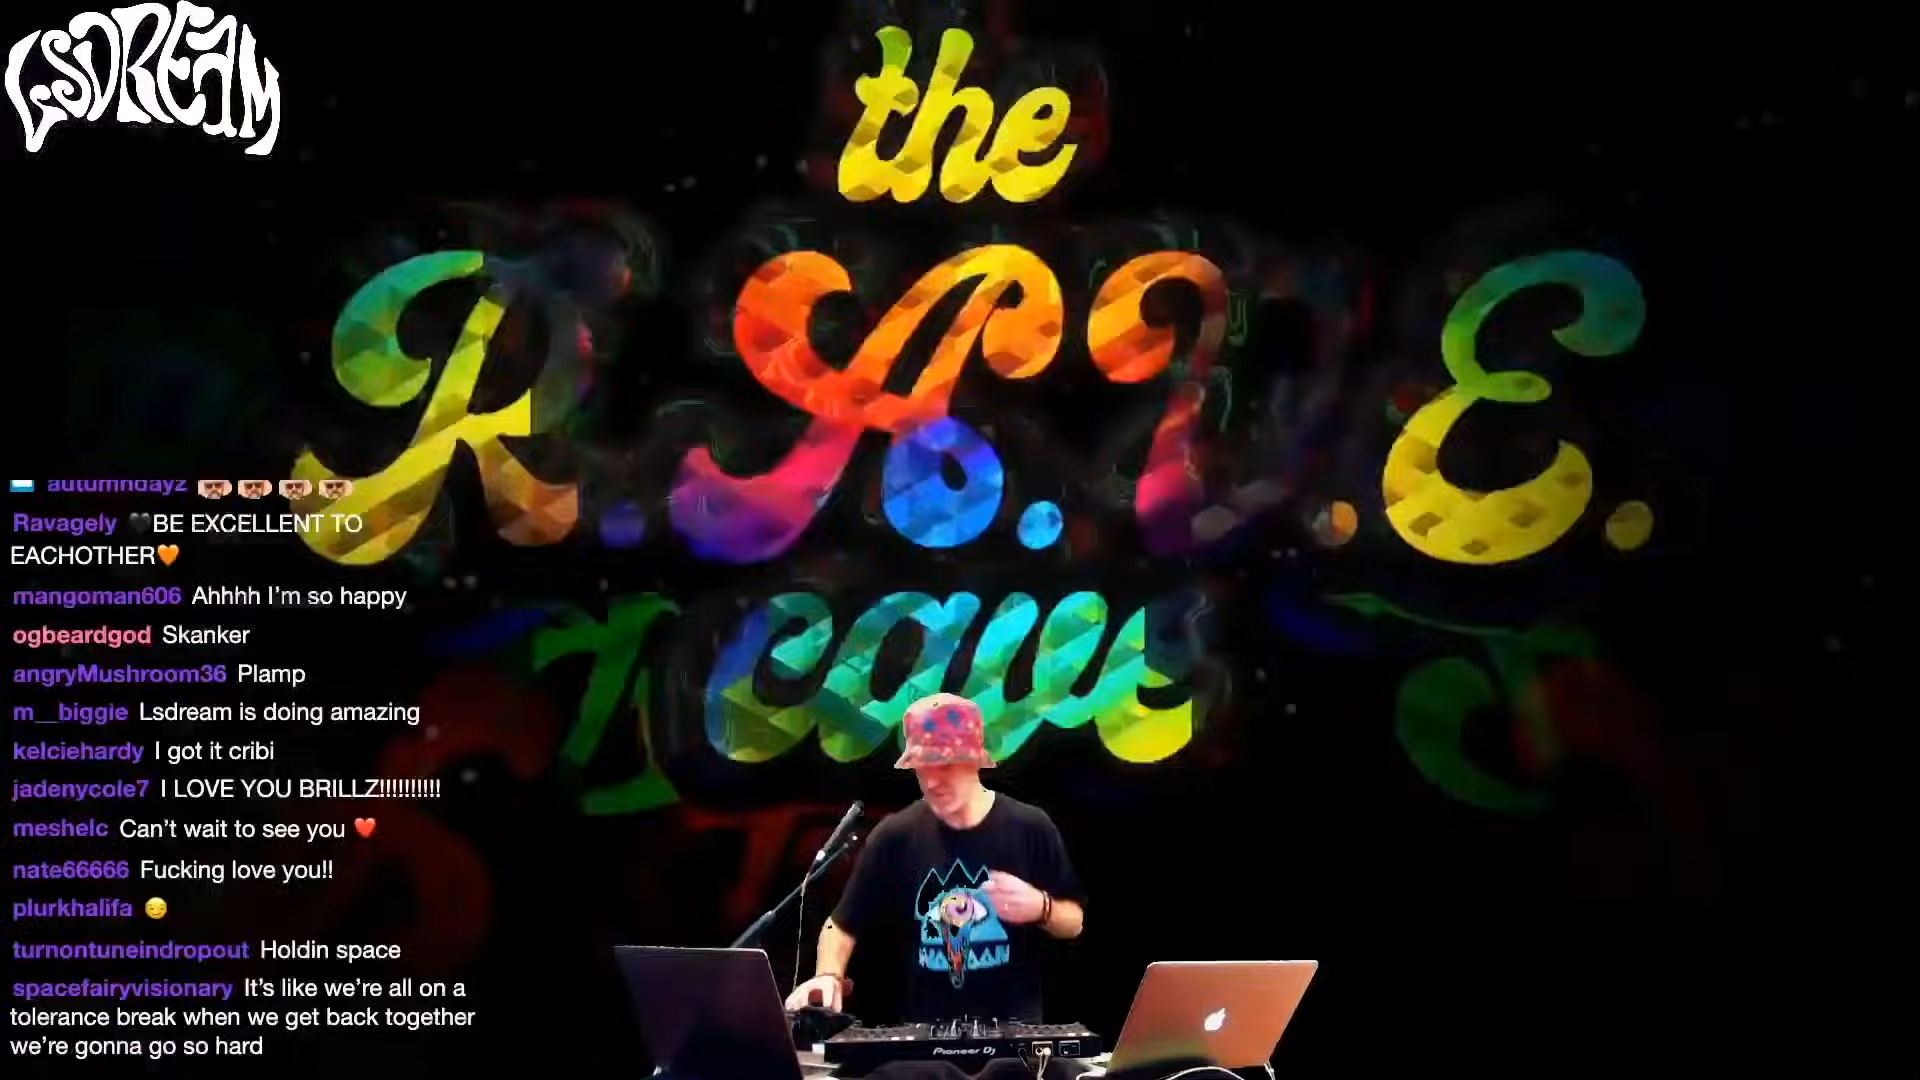 LSDREAM
the
team
autumndayz
Ravagely 🖤BE EXCELLENT TO
EACHOTHER🧡
mangoman606 Ahhhh I'm so happy
ogbeardgod Skanker
angryMushroom36 Plamp
m__biggie Lsdream is doing amazing
kelciehardy I got it cribi
jadenycole7 I LOVE YOU BRILLZ!!!!!!!!!!
meshelc Can't wait to see you ❤️
nate66666 Fucking love you!!
plurkhalifa 😏
turnontuneindropout Holdin space
spacefairyvisionary It's like we're all on a
tolerance break when we get back together
we're gonna go so hard
Pioneer Dj